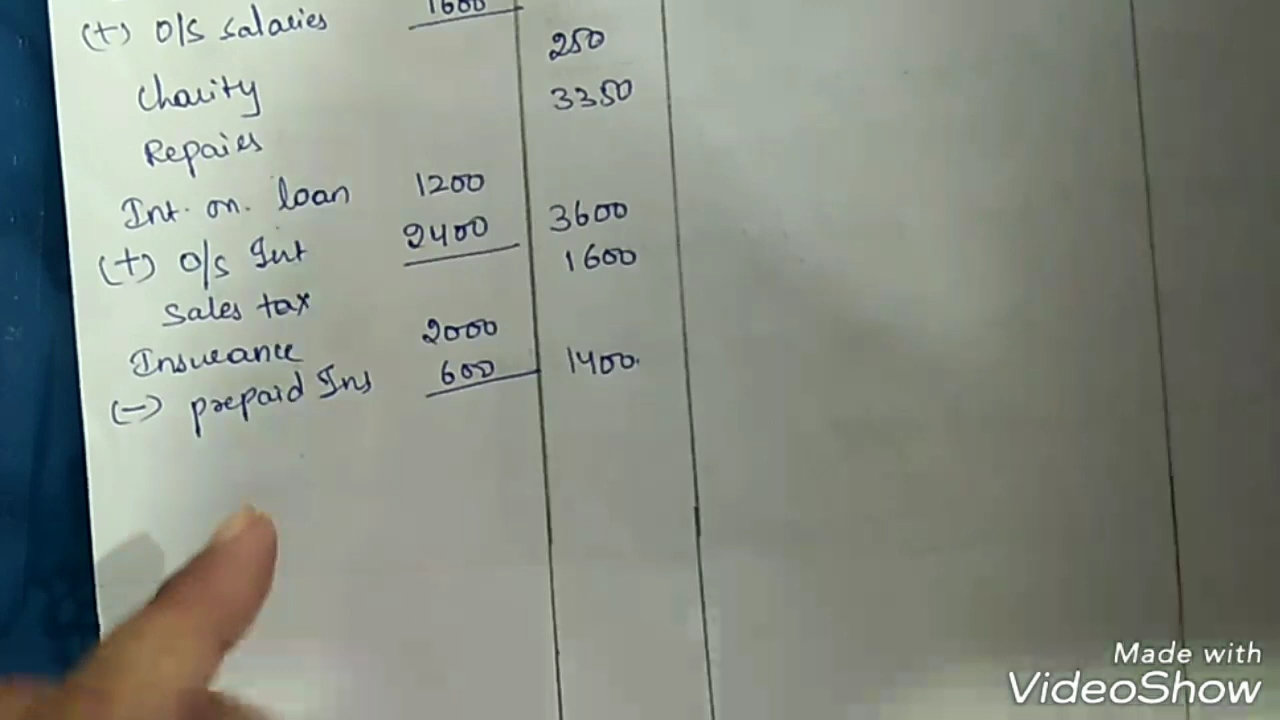 (+) O/S Salaries 1600
Charity 250
Repaies 3350
Int. on. loan 1200
(+) O/S Int 2400 3600
Sales tax 1600
Insurance 2000
(-) prepaid Ins 600 1400.
Made with
VideoShow